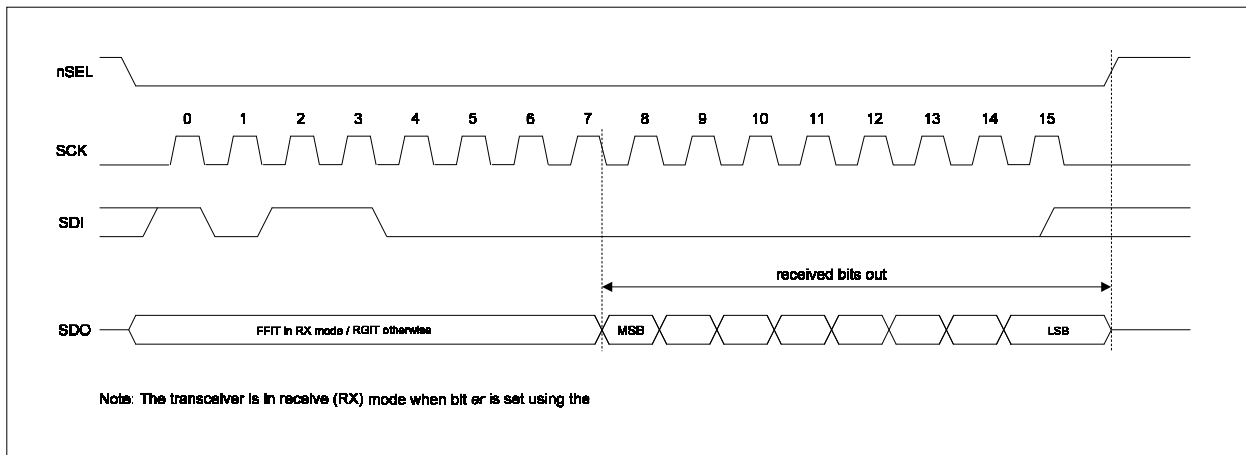 nSEL
0 1 2 3 4 5 6 7 8 9 10 11 12 13 14 15
SCK
SDI
received bits out
SDO
FFIT in RX mode / RGIT otherwise
MSB
LSB
Note: The transceiver is in receive (RX) mode when bit er is set using the